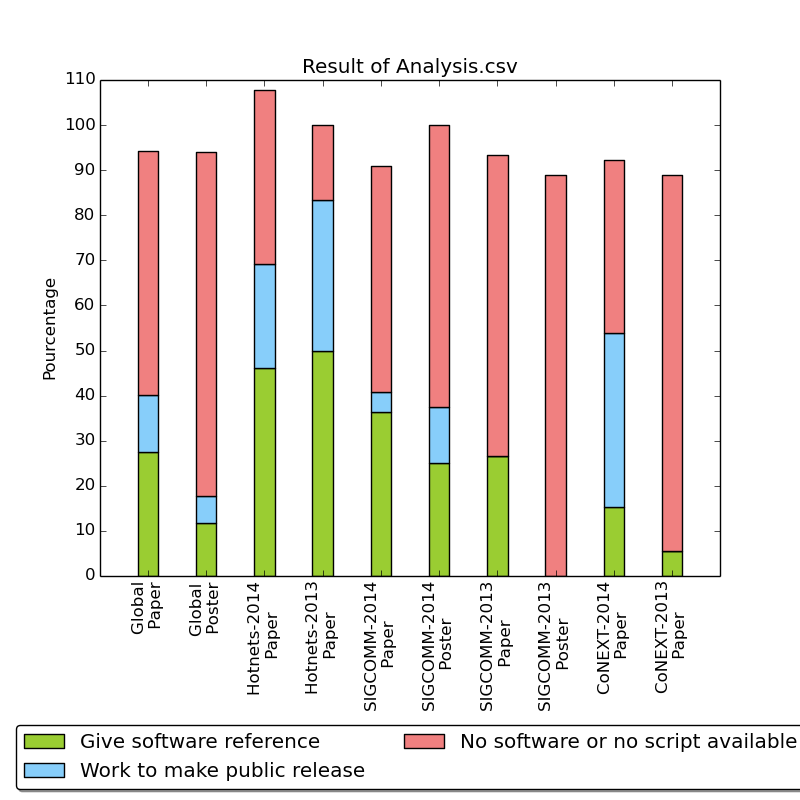 Result of Analysis.csv
110
100
90
80
70
60
50
40
30
20
10
0
Pourcentage
Global
Paper
Global
Poster
Hotnets-2014
Paper
Hotnets-2013
Paper
SIGCOMM-2014
Paper
SIGCOMM-2014
Poster
SIGCOMM-2013
Paper
SIGCOMM-2013
Poster
CoNEXT-2014
Paper
CoNEXT-2013
Paper
Give software reference
No software or no script available
Work to make public release